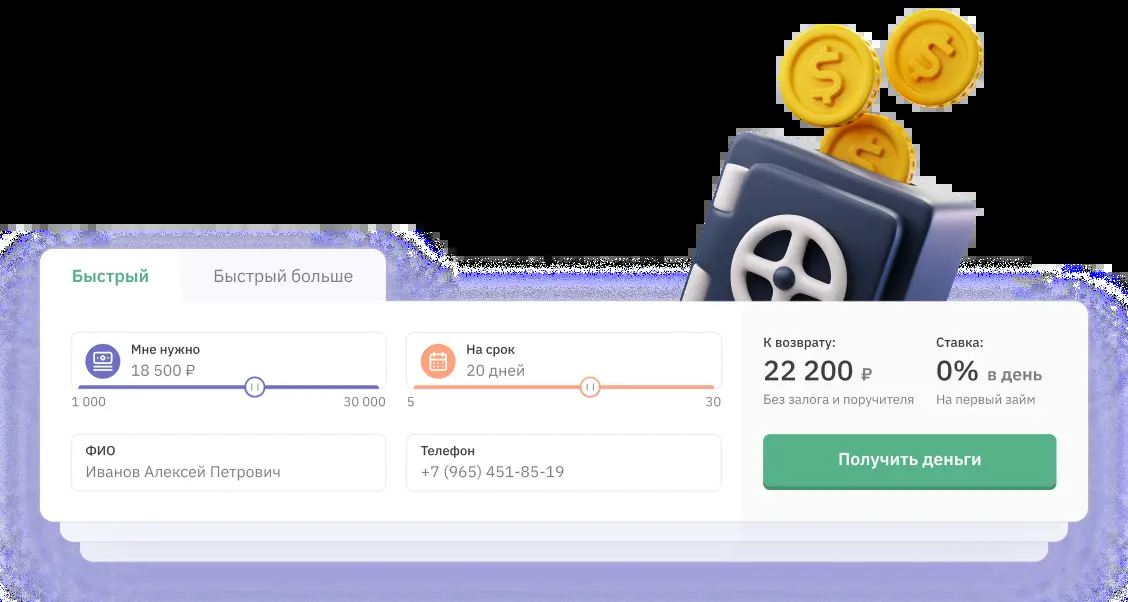 Быстрый
Быстрый больше
Мне нужно
18 500 ₽
1 000
30 000
На срок
20 дней
5
30
К возврату:
22 200 ₽
Без залога и поручителя
Ставка:
0% в день
На первый займ
ФИО
Иванов Алексей Петрович
Телефон
+7 (965) 451-85-19
Получить деньги